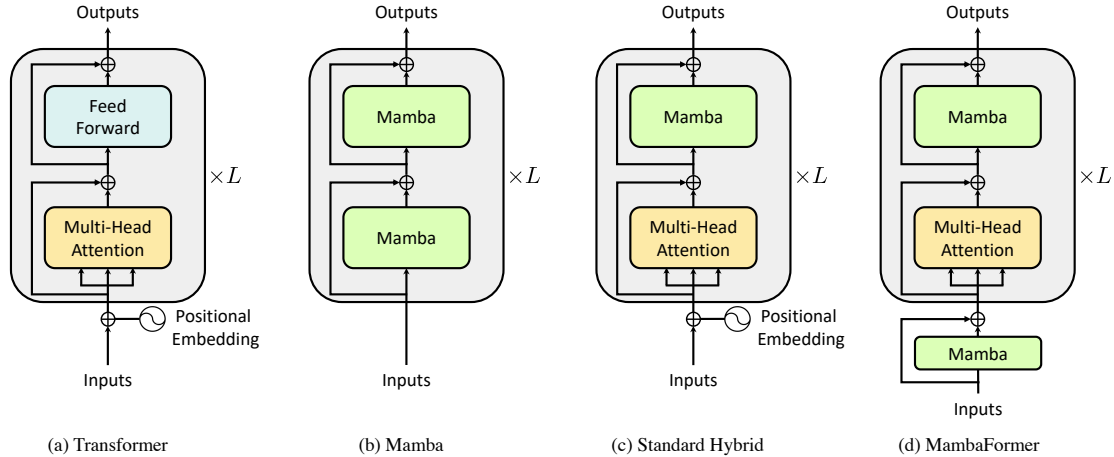 Outputs
Feed
Forward
Multi-Head
Attention
× L
Positional
Embedding
Inputs
(a) Transformer
Outputs
Mamba
Mamba
× L
Inputs
(b) Mamba
Outputs
Mamba
Multi-Head
Attention
× L
Positional
Embedding
Inputs
(c) Standard Hybrid
Outputs
Mamba
Multi-Head
Attention
× L
Mamba
Inputs
(d) MambaFormer